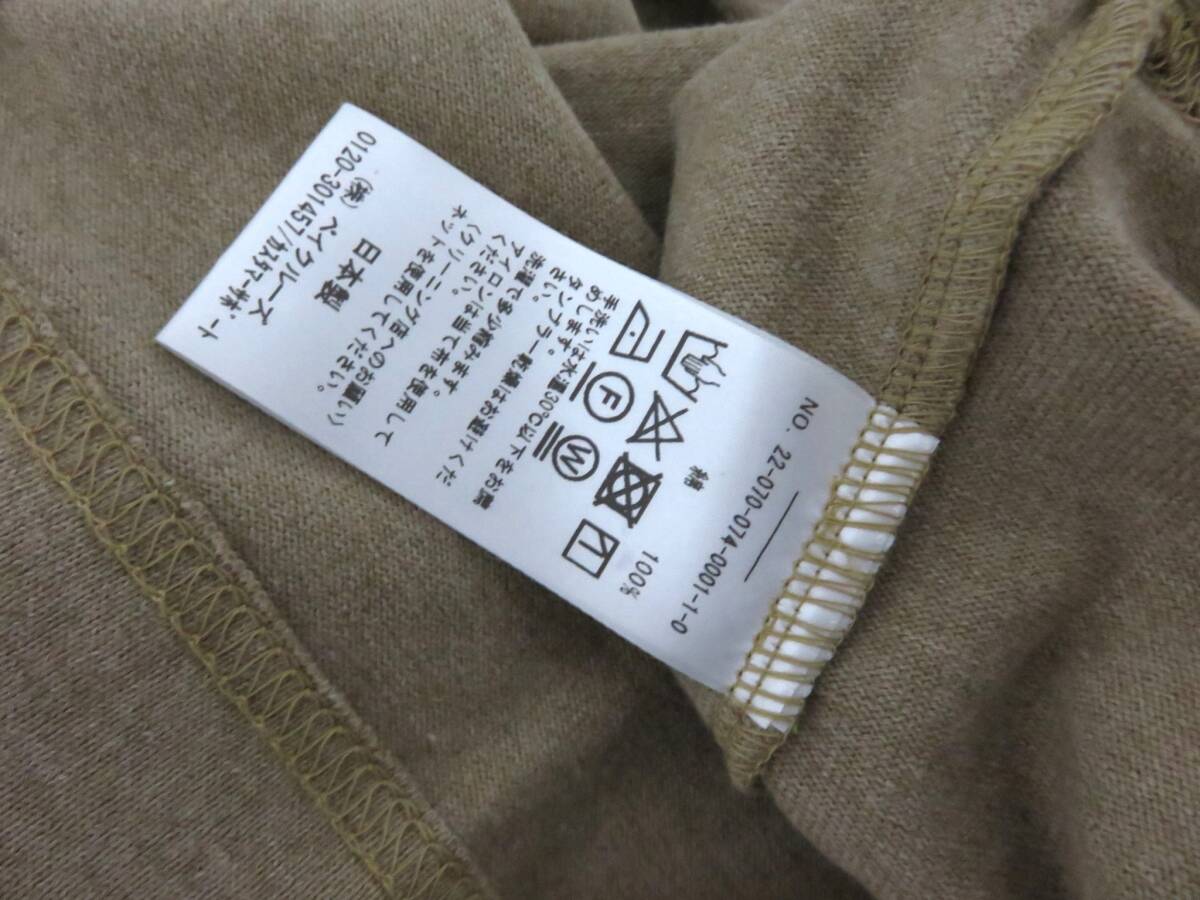 NO. 22-070-074-0001-1-0
綿 100%
F
W
手洗いは水温30℃以下をお勧
めします。
タンブラー乾燥はお避けくだ
さい。
洗濯で多少縮みます。
アイロンは当て布を使用して
ください。
(クリーニング店へのお願い)
ネットを使用してください。
日本製
(株) ベイクルーズ
0120-301457/カスタマーサポート